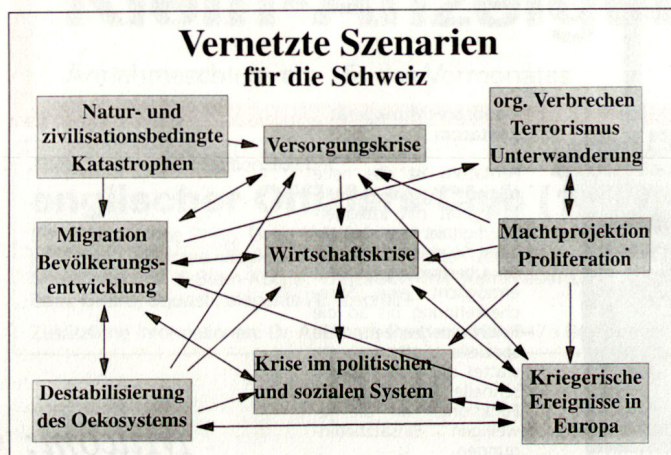 Vernetzte Szenarien
für die Schweiz
Natur- und
zivilisationsbedingte
Katastrophen
Versorgungskrise
org. Verbrechen
Terrorismus
Unterwanderung
Migration
Bevölkerungs-
entwicklung
Wirtschaftskrise
Machtprojektion
Proliferation
Destabilisierung
des Oekosystems
Krise im politischen
und sozialen System
Kriegerische
Ereignisse in
Europa